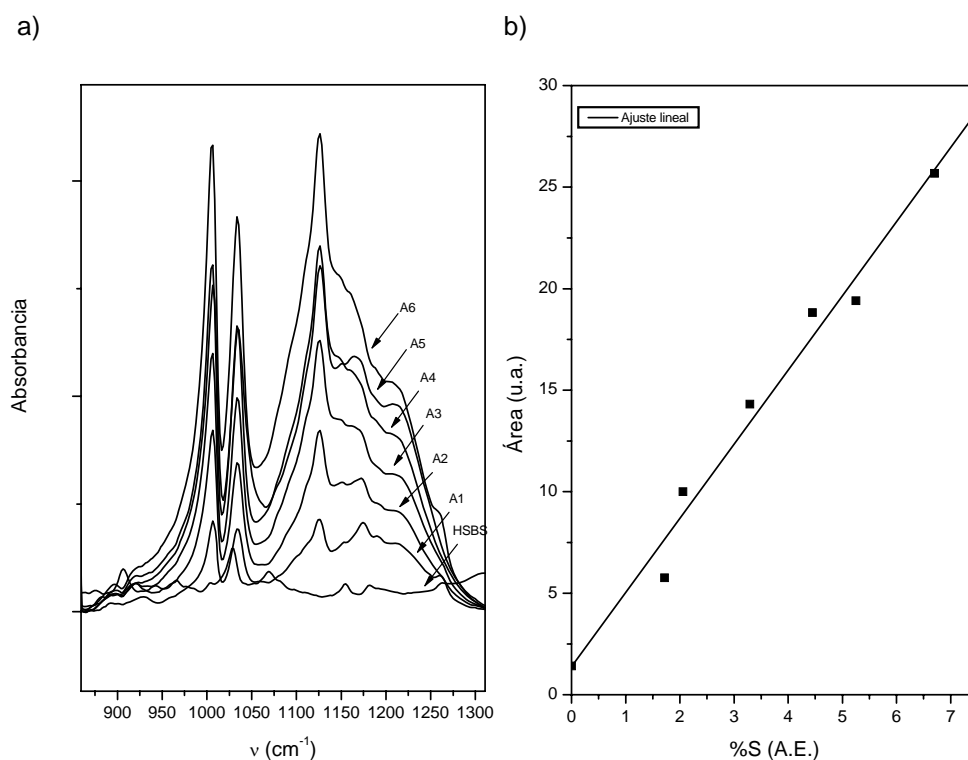 a)
b)
Absorbancia
A6
A5
A4
A3
A2
A1
HSBS
900 950 1000 1050 1100 1150 1200 1250 1300
ν (cm⁻¹)
Área (u.a.)
30
25
20
15
10
5
0
Ajuste lineal
0 1 2 3 4 5 6 7
%S (A.E.)